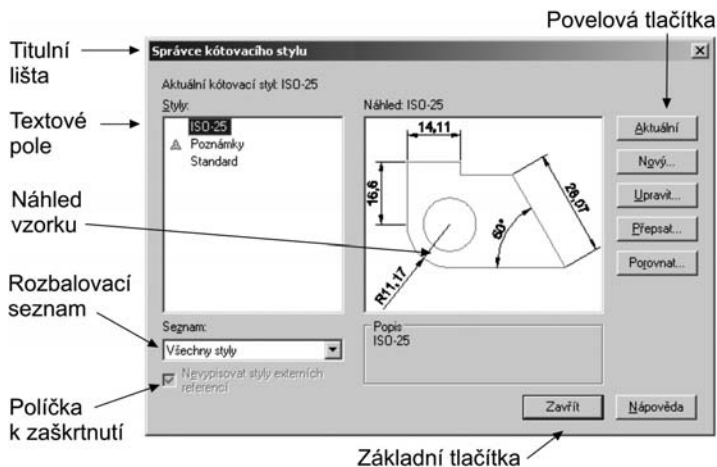 Povelová tlačítka
Titulní
lišta
Správce kótovacího stylu
Aktuální kótovací styl: ISO-25
Styly:
Náhled: ISO-25
Textové
pole
ISO-25
Poznámky
Standard
14,11
16,6
28,07
60°
R11,17
Aktuální
Nový...
Upravit...
Přepsat...
Porovnat...
Náhled
vzorku
Rozbalovací
seznam
Seznam:
Všechny styly
Popis
ISO-25
Nevypisovat styly externích
referencí
Políčka
k zaškrtnutí
Zavřít
Nápověda
Základní tlačítka